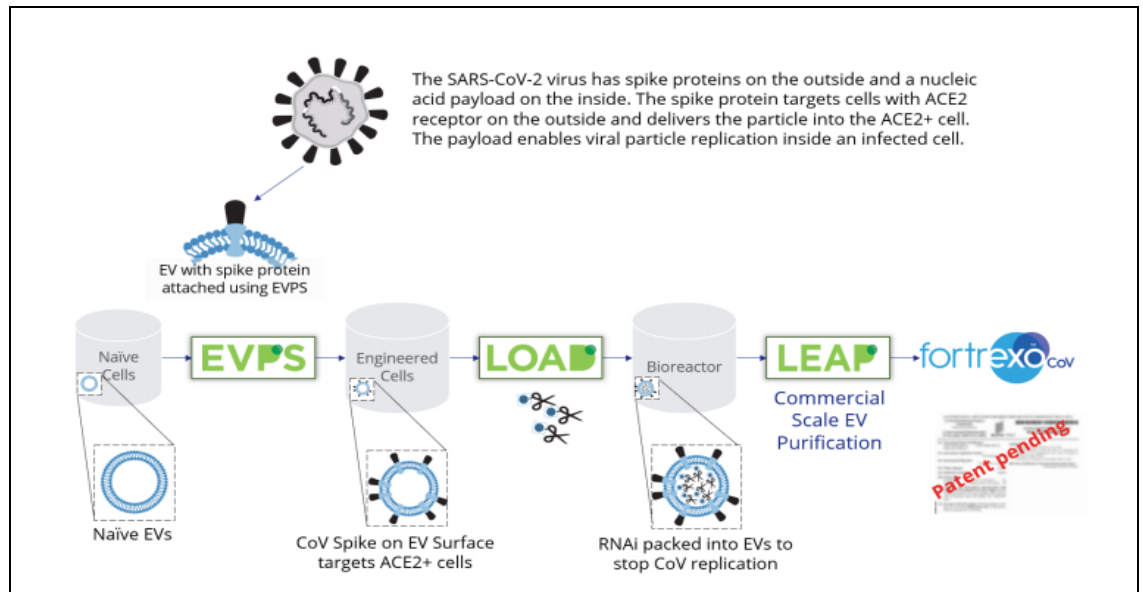 The SARS-CoV-2 virus has spike proteins on the outside and a nucleic
acid payload on the inside. The spike protein targets cells with ACE2
receptor on the outside and delivers the particle into the ACE2+ cell.
The payload enables viral particle replication inside an infected cell.
EV with spike protein
attached using EVPS
Naïve
Cells
EVPS
Engineered
Cells
LOAD
Bioreactor
LEAP
fortrexo CoV
Commercial
Scale EV
Purification
Patent pending
Naïve EVs
CoV Spike on EV Surface
targets ACE2+ cells
RNAi packed into EVs to
stop CoV replication